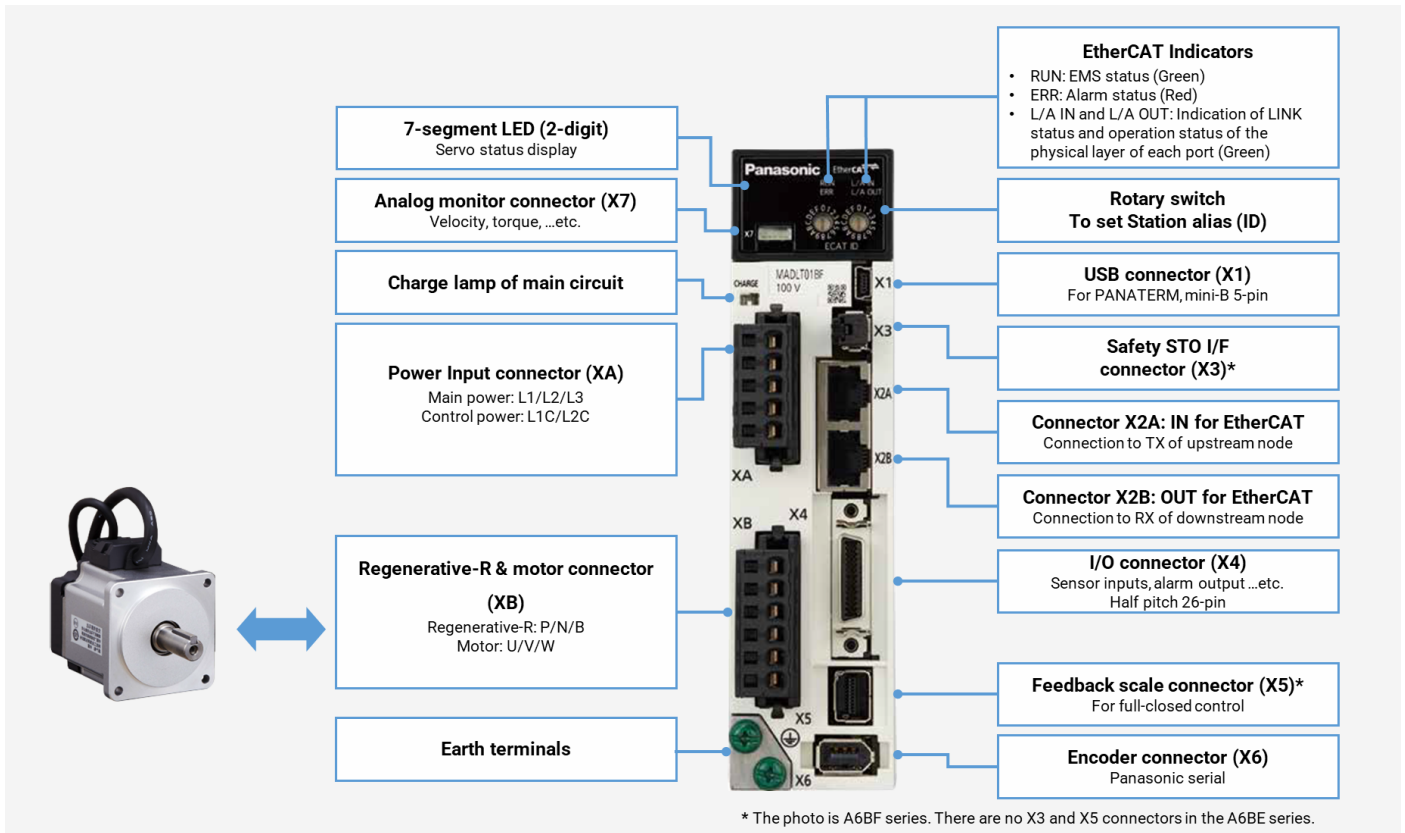 EtherCAT Indicators
• RUN: EMS status (Green)
• ERR: Alarm status (Red)
• L/A IN and L/A OUT: Indication of LINK
status and operation status of the
physical layer of each port (Green)
7-segment LED (2-digit)
Servo status display
Analog monitor connector (X7)
Velocity, torque, ...etc.
Charge lamp of main circuit
Power Input connector (XA)
Main power: L1/L2/L3
Control power: L1C/L2C
Regenerative-R & motor connector
(XB)
Regenerative-R: P/N/B
Motor: U/V/W
Earth terminals
Panasonic
EtherCAT
RUN
ERR
L/A IN
L/A OUT
X7
ECAT ID
CHARGE
MADLT01BF
100 V
X1
X3
X2A
X2B
XA
XB
X4
X5
X6
Rotary switch
To set Station alias (ID)
USB connector (X1)
For PANATERM, mini-B 5-pin
Safety STO I/F
connector (X3)*
Connector X2A: IN for EtherCAT
Connection to TX of upstream node
Connector X2B: OUT for EtherCAT
Connection to RX of downstream node
I/O connector (X4)
Sensor inputs, alarm output ...etc.
Half pitch 26-pin
Feedback scale connector (X5)*
For full-closed control
Encoder connector (X6)
Panasonic serial
* The photo is A6BF series. There are no X3 and X5 connectors in the A6BE series.